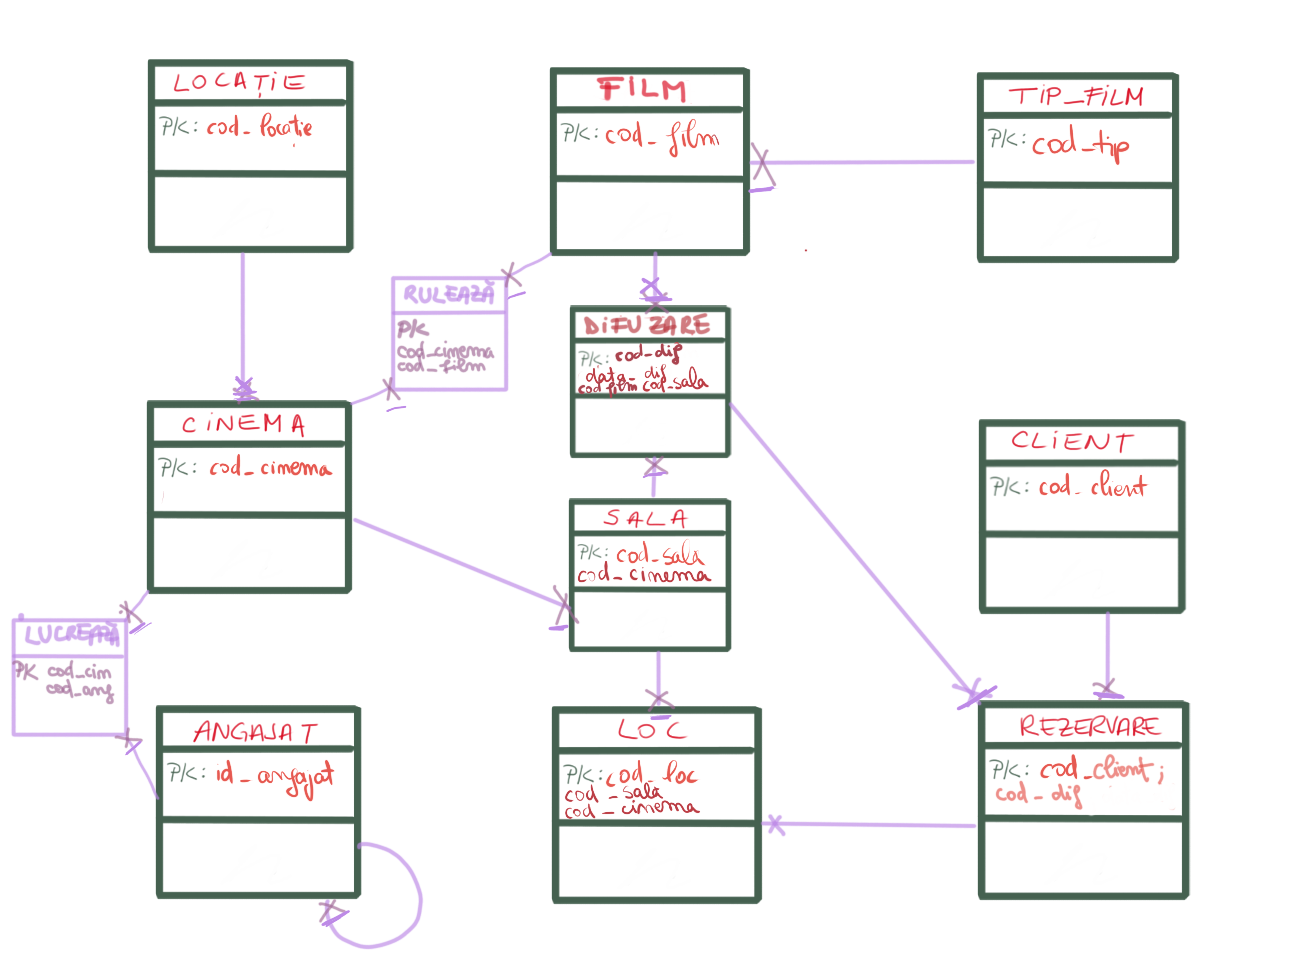 LOCAȚIE
PK: cod_locatie
FILM
PK: cod_film
TIP_FILM
PK: cod_tip
RULEAZĂ
PK
cod_cinema
cod_film
DIFUZARE
PK: cod_dif
data_dif
cod_film cod_sala
CINEMA
PK: cod_cinema
CLIENT
PK: cod_client
SALA
PK: cod_sala
cod_cinema
LUCREAZĂ
PK cod_cim
cod_ang
ANGAJAT
PK: id_angajat
LOC
PK: cod_loc
cod_sala
cod_cinema
REZERVARE
PK: cod_client;
cod_dif